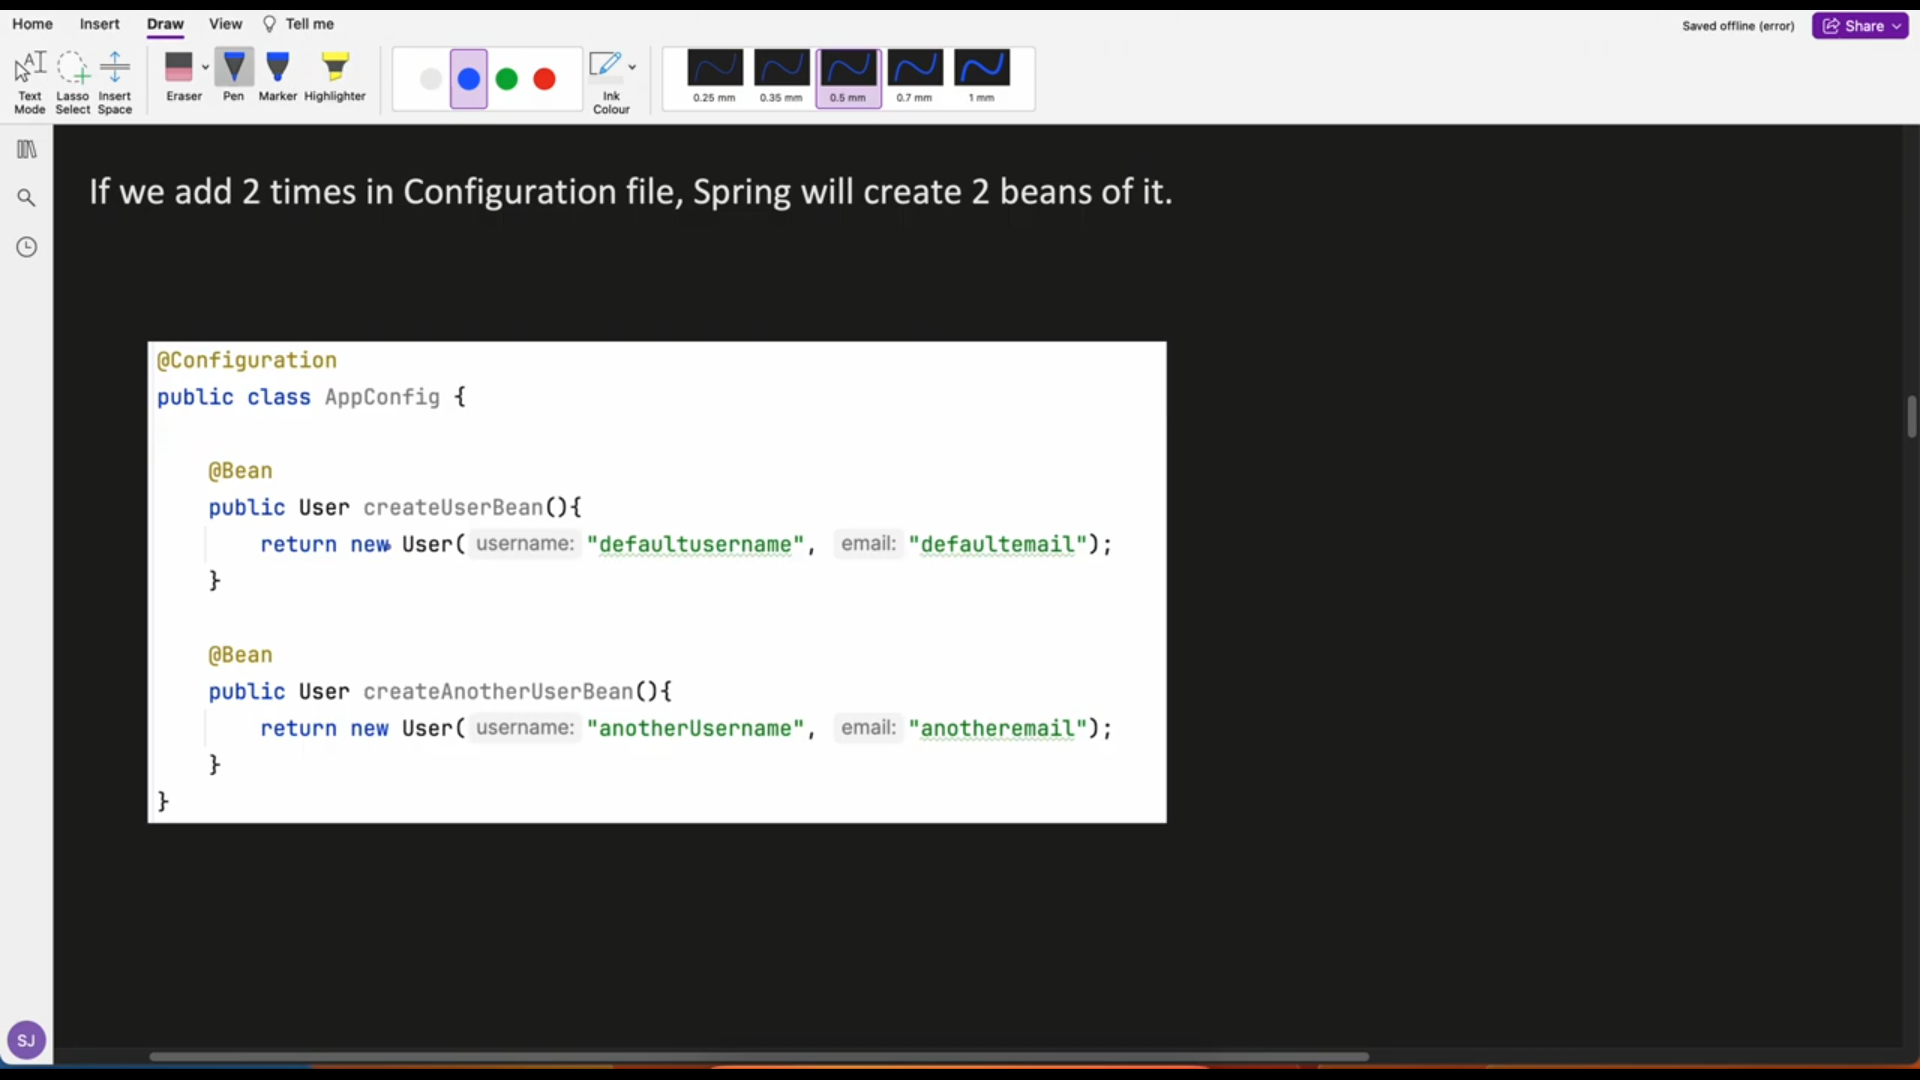 Home Insert Draw View Tell me
Saved offline (error) Share
Text Mode Lasso Select Insert Space Eraser Pen Marker Highlighter Ink Colour 0.25 mm 0.35 mm 0.5 mm 0.7 mm 1 mm
If we add 2 times in Configuration file, Spring will create 2 beans of it.
@Configuration
public class AppConfig {
@Bean
public User createUserBean(){
return new User( username: "defaultusername", email: "defaultemail");
}
@Bean
public User createAnotherUserBean(){
return new User( username: "anotherUsername", email: "anotheremail");
}
}
SJ